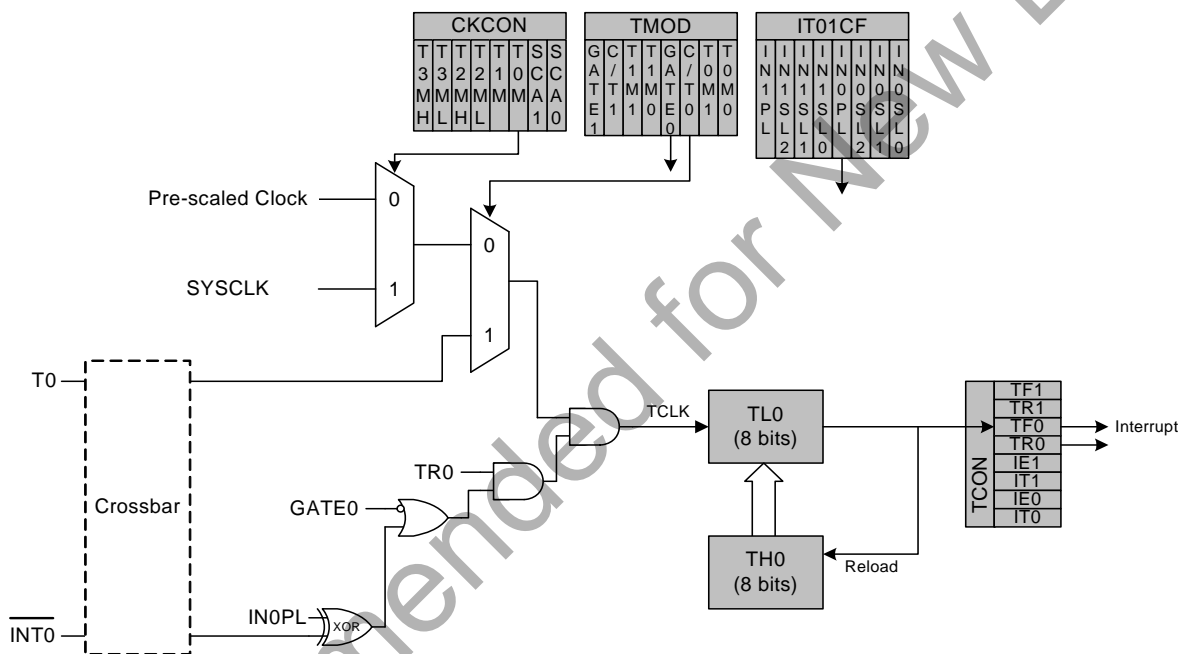 CKCON
T3MH
T3ML
T2MH
T2ML
T1M
T0M
SCA1
SCA0
TMOD
GATE1
C/T1
T1M1
T1M0
GATE0
C/T0
T0M1
T0M0
IT01CF
IN1PL
IN1SL2
IN1SL1
IN1SL0
IN0PL
IN0SL2
IN0SL1
IN0SL0
Pre-scaled Clock
0
SYSCLK
1
0
1
T0
Crossbar
INT0
TR0
GATE0
IN0PL
XOR
TCLK
TL0
(8 bits)
TH0
(8 bits)
Reload
TCON
TF1
TR1
TF0
TR0
IE1
IT1
IE0
IT0
Interrupt
for New